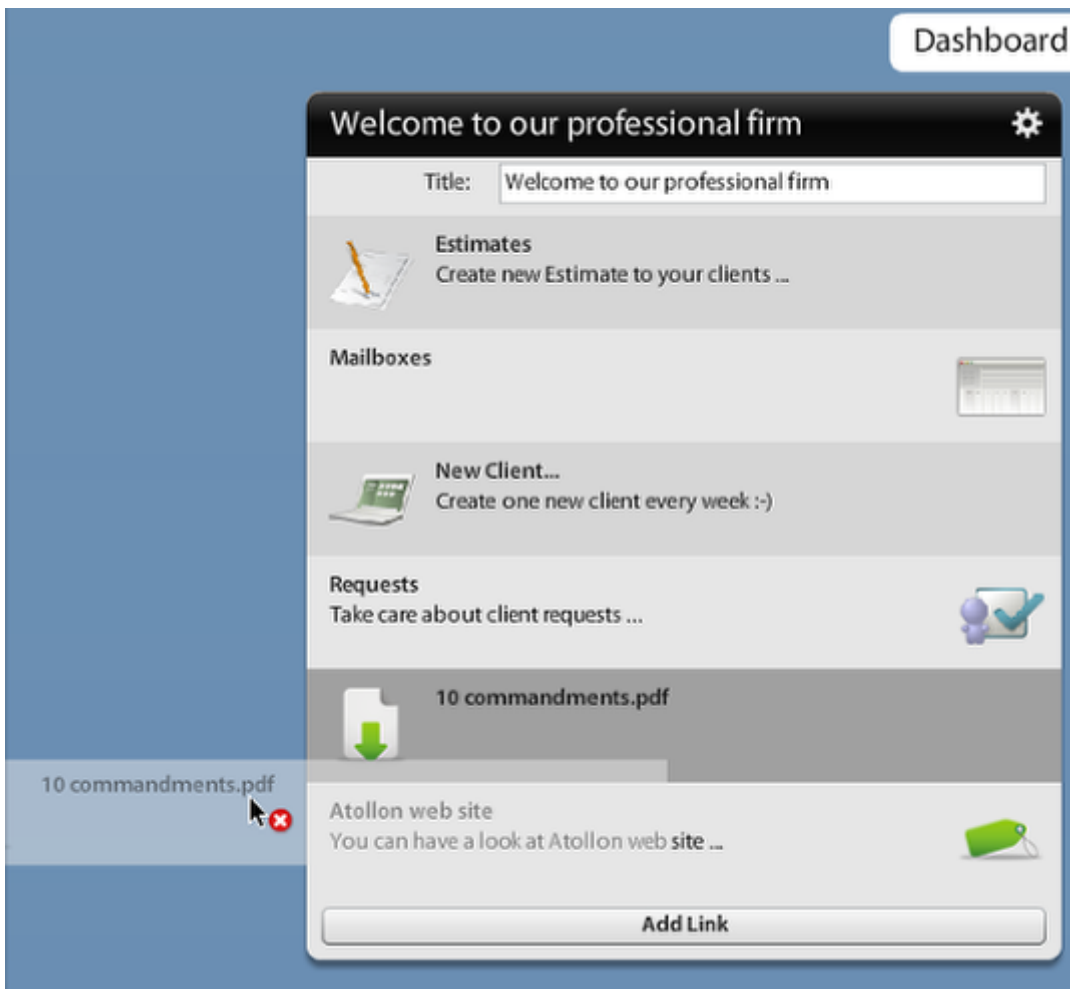 Dashboard
Welcome to our professional firm
Title: Welcome to our professional firm
Estimates
Create new Estimate to your clients ...
Mailboxes
New Client...
Create one new client every week :-)
Requests
Take care about client requests ...
10 commandments.pdf
10 commandments.pdf
Atollon web site
You can have a look at Atollon web site ...
Add Link